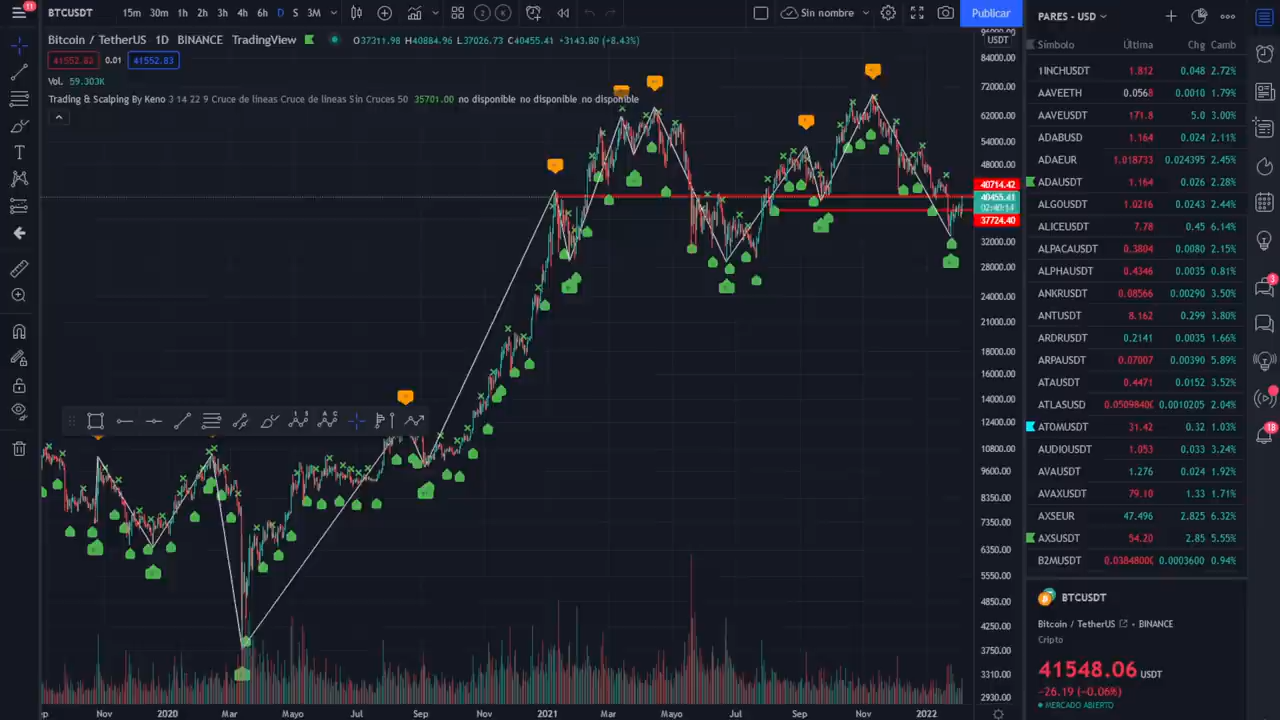 11
BTCUSDT 15m 30m 1h 2h 3h 4h 6h D S 3M 2 K Sin nombre Publicar
Bitcoin / TetherUS 1D BINANCE TradingView O37311.98 H40884.96 L37026.73 C40455.41 +3143.80 (+8.43%)
41552.82 0.01 41552.83
Vol. 59.303K
Trading & Scalping By Keno 3 14 22 9 Cruce de líneas Cruce de líneas Sin Cruces 50 35701.00 no disponible no disponible no disponible
USDT
84000.00
72000.00
62000.00
54000.00
48000.00
40714.42
40455.41
37724.40
32000.00
28000.00
24000.00
21000.00
18000.00
16000.00
14000.00
12400.00
10800.00
9600.00
8350.00
7350.00
6350.00
5550.00
4850.00
4250.00
3750.00
3310.00
2930.00
Nov 2020 Mar Mayo Jul Sep Nov 2021 Mar Mayo Jul Sep Nov 2022
PARES - USD
Símbolo Última Chg Camb
1INCHUSDT 1.812 0.048 2.72%
AAVEETH 0.0568 0.0010 1.79%
AAVEUSDT 171.8 5.0 3.00%
ADABUSD 1.164 0.024 2.11%
ADAEUR 1.018733 0.024395 2.45%
ADAUSDT 1.164 0.026 2.28%
ALGOUSDT 1.0216 0.0243 2.44%
ALICEUSDT 7.78 0.45 6.14%
ALPACAUSDT 0.3804 0.0080 2.15%
ALPHAUSDT 0.4346 0.0035 0.81%
ANKRUSDT 0.08566 0.00290 3.50%
ANTUSDT 8.162 0.299 3.80%
ARDRUSDT 0.2141 0.0035 1.66%
ARPAUSDT 0.07007 0.00390 5.89%
ATAUSDT 0.4471 0.0152 3.52%
ATLASUSD 0.0509840( 0.0010205 2.04%
ATOMUSDT 31.42 0.32 1.03%
AUDIOUSDT 1.053 0.033 3.24%
AVAUSDT 1.276 0.024 1.92%
AVAXUSDT 79.10 1.33 1.71%
AXSEUR 47.496 2.825 6.32%
AXSUSDT 54.20 2.85 5.55%
B2MUSDT 0.0384800( 0.0003600 0.94%
BTCUSDT
Bitcoin / TetherUS - BINANCE
Cripto
41548.06 USDT
−26.19 (−0.06%)
MERCADO ABIERTO
3
18